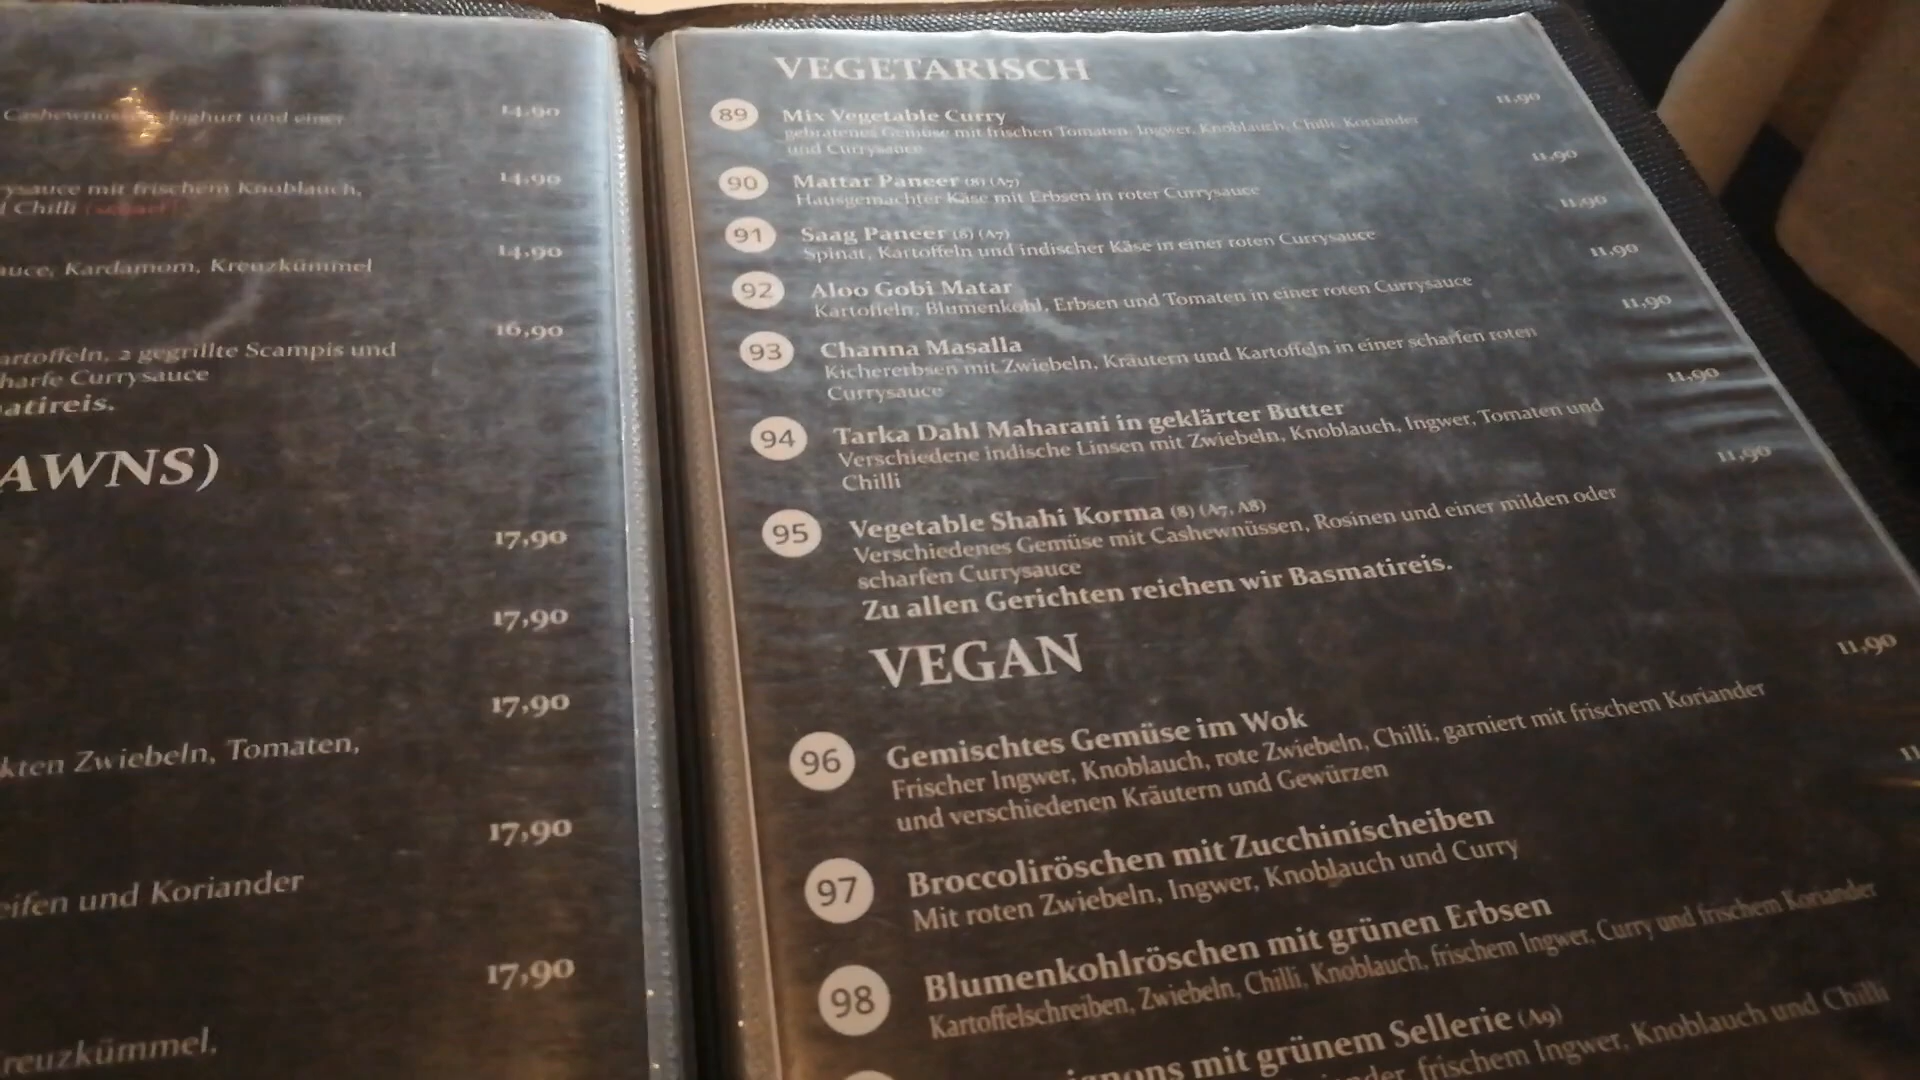 Joghurt und einer
14,90
ysauce mit frischem Knoblauch,
Chilli (scharf)
14,90
auce, Kardamom, Kreuzkümmel
14,90
artoffeln, 2 gegrillte Scampis und
harfe Currysauce
atireis.
16,90
AWNS)
17,90
17,90
17,90
kten Zwiebeln, Tomaten,
17,90
eifen und Koriander
17,90
reuzkümmel,
VEGETARISCH
89 Mix Vegetable Curry 11,90
gebratenes Gemüse mit frischen Tomaten, Ingwer, Knoblauch, Chilli, Koriander
und Currysauce
90 Mattar Paneer (8) (A7) 11,90
Hausgemachter Käse mit Erbsen in roter Currysauce
91 Saag Paneer (8) (A7) 11,90
Spinat, Kartoffeln und indischer Käse in einer roten Currysauce
92 Aloo Gobi Matar 11,90
Kartoffeln, Blumenkohl, Erbsen und Tomaten in einer roten Currysauce
93 Channa Masalla 11,90
Kichererbsen mit Zwiebeln, Kräutern und Kartoffeln in einer scharfen roten
Currysauce
94 Tarka Dahl Maharani in geklärter Butter 11,90
Verschiedene indische Linsen mit Zwiebeln, Knoblauch, Ingwer, Tomaten und
Chilli
95 Vegetable Shahi Korma (8) (A7, A8) 11,90
Verschiedenes Gemüse mit Cashewnüssen, Rosinen und einer milden oder
scharfen Currysauce
Zu allen Gerichten reichen wir Basmatireis.
VEGAN
96 Gemischtes Gemüse im Wok 11,90
Frischer Ingwer, Knoblauch, rote Zwiebeln, Chilli, garniert mit frischem Koriander
und verschiedenen Kräutern und Gewürzen
97 Broccoliröschen mit Zucchinischeiben 11
Mit roten Zwiebeln, Ingwer, Knoblauch und Curry
98 Blumenkohlröschen mit grünen Erbsen
Kartoffelschreiben, Zwiebeln, Chilli, Knoblauch, frischem Ingwer, Curry und frischem Koriander
ignons mit grünem Sellerie (A9)
frischem Ingwer, Knoblauch und Chilli